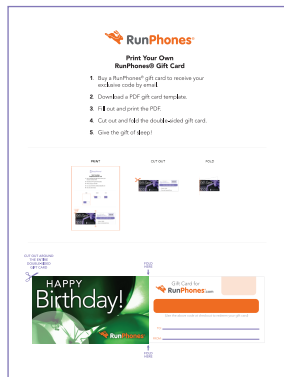 RunPhones®
Print Your Own
RunPhones® Gift Card
1. Buy a RunPhones® gift card to receive your
exclusive code by email.
2. Download a PDF gift card template.
3. Fill out and print the PDF.
4. Cut out and fold the double-sided gift card.
5. Give the gift of sleep!
PRINT
CUT OUT
FOLD
CUT OUT AROUND
THE ENTIRE
DOUBLE-SIDED
GIFT CARD
FOLD
HERE
HAPPY
Birthday!
RunPhones
Gift Card for
RunPhones.com
FOLD
HERE